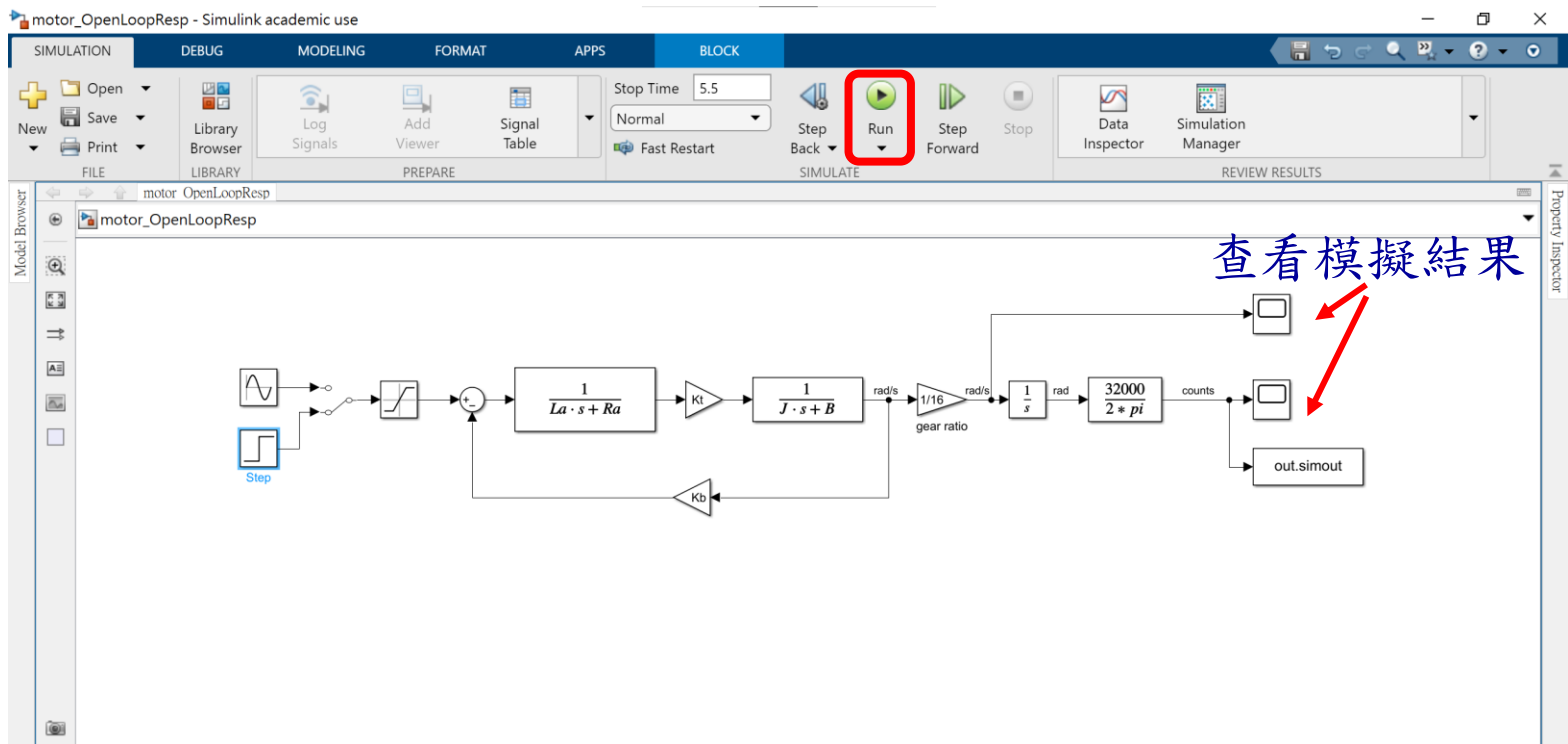 motor_OpenLoopResp - Simulink academic use
SIMULATION DEBUG MODELING FORMAT APPS BLOCK
New
Open
Save
Print
FILE
Library Browser
LIBRARY
Log Signals
Add Viewer
Signal Table
PREPARE
Stop Time 5.5
Normal
Fast Restart
Step Back
Run
Step Forward
Stop
SIMULATE
Data Inspector
Simulation Manager
REVIEW RESULTS
Model Browser
motor_OpenLoopResp
motor_OpenLoopResp
Property Inspector
查看模擬結果
Step
+
-
1
La · s + Ra
Kt
1
J · s + B
rad/s
1/16
gear ratio
rad/s
1
s
rad
32000
2 * pi
counts
out.simout
Kb